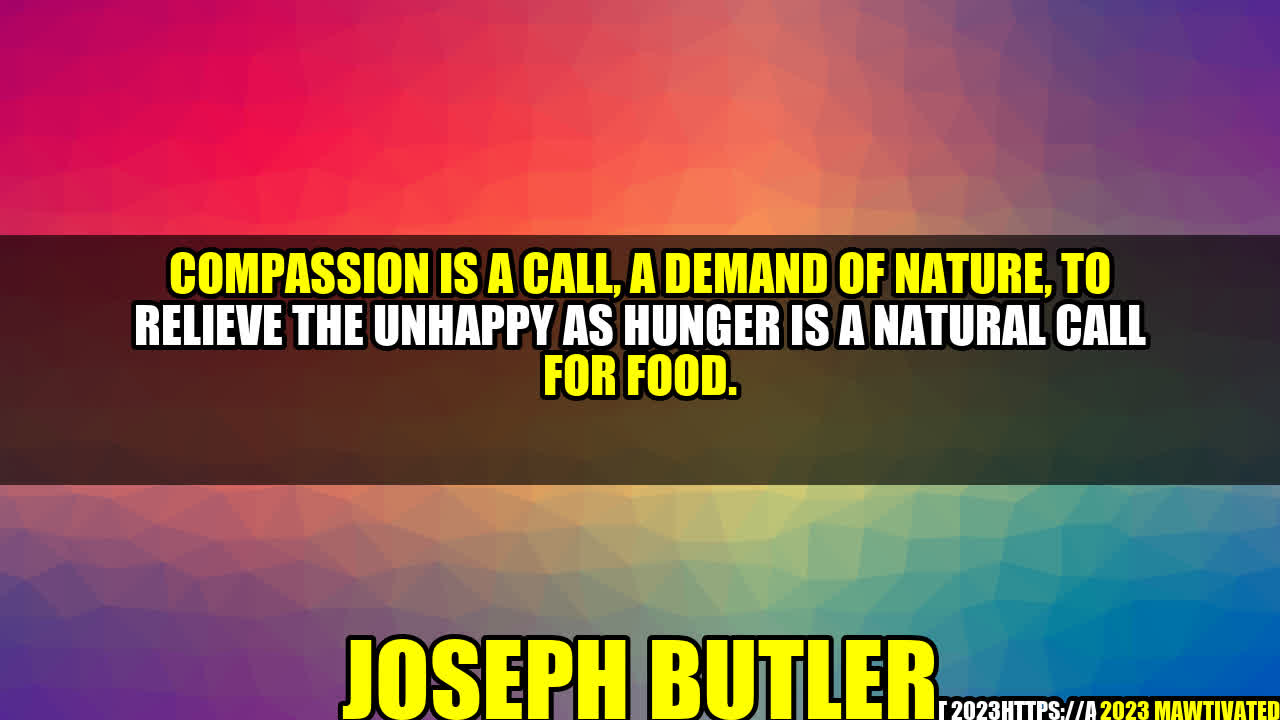 COMPASSION IS A CALL, A DEMAND OF NATURE, TO
RELIEVE THE UNHAPPY AS HUNGER IS A NATURAL CALL
FOR FOOD.
JOSEPH BUTLER
2023HTTPS://A 2023 MAWTIVATED